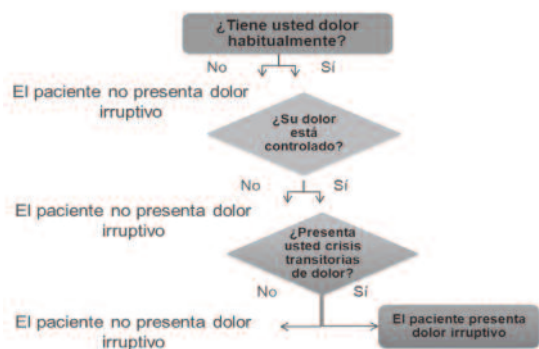 ¿Tiene usted dolor
habitualmente?
No Sí
El paciente no presenta dolor
irruptivo
¿Su dolor
está
controlado?
No Sí
El paciente no presenta dolor
irruptivo
¿Presenta
usted crisis
transitorias
de dolor?
No Sí
El paciente no presenta dolor
irruptivo
El paciente presenta
dolor irruptivo